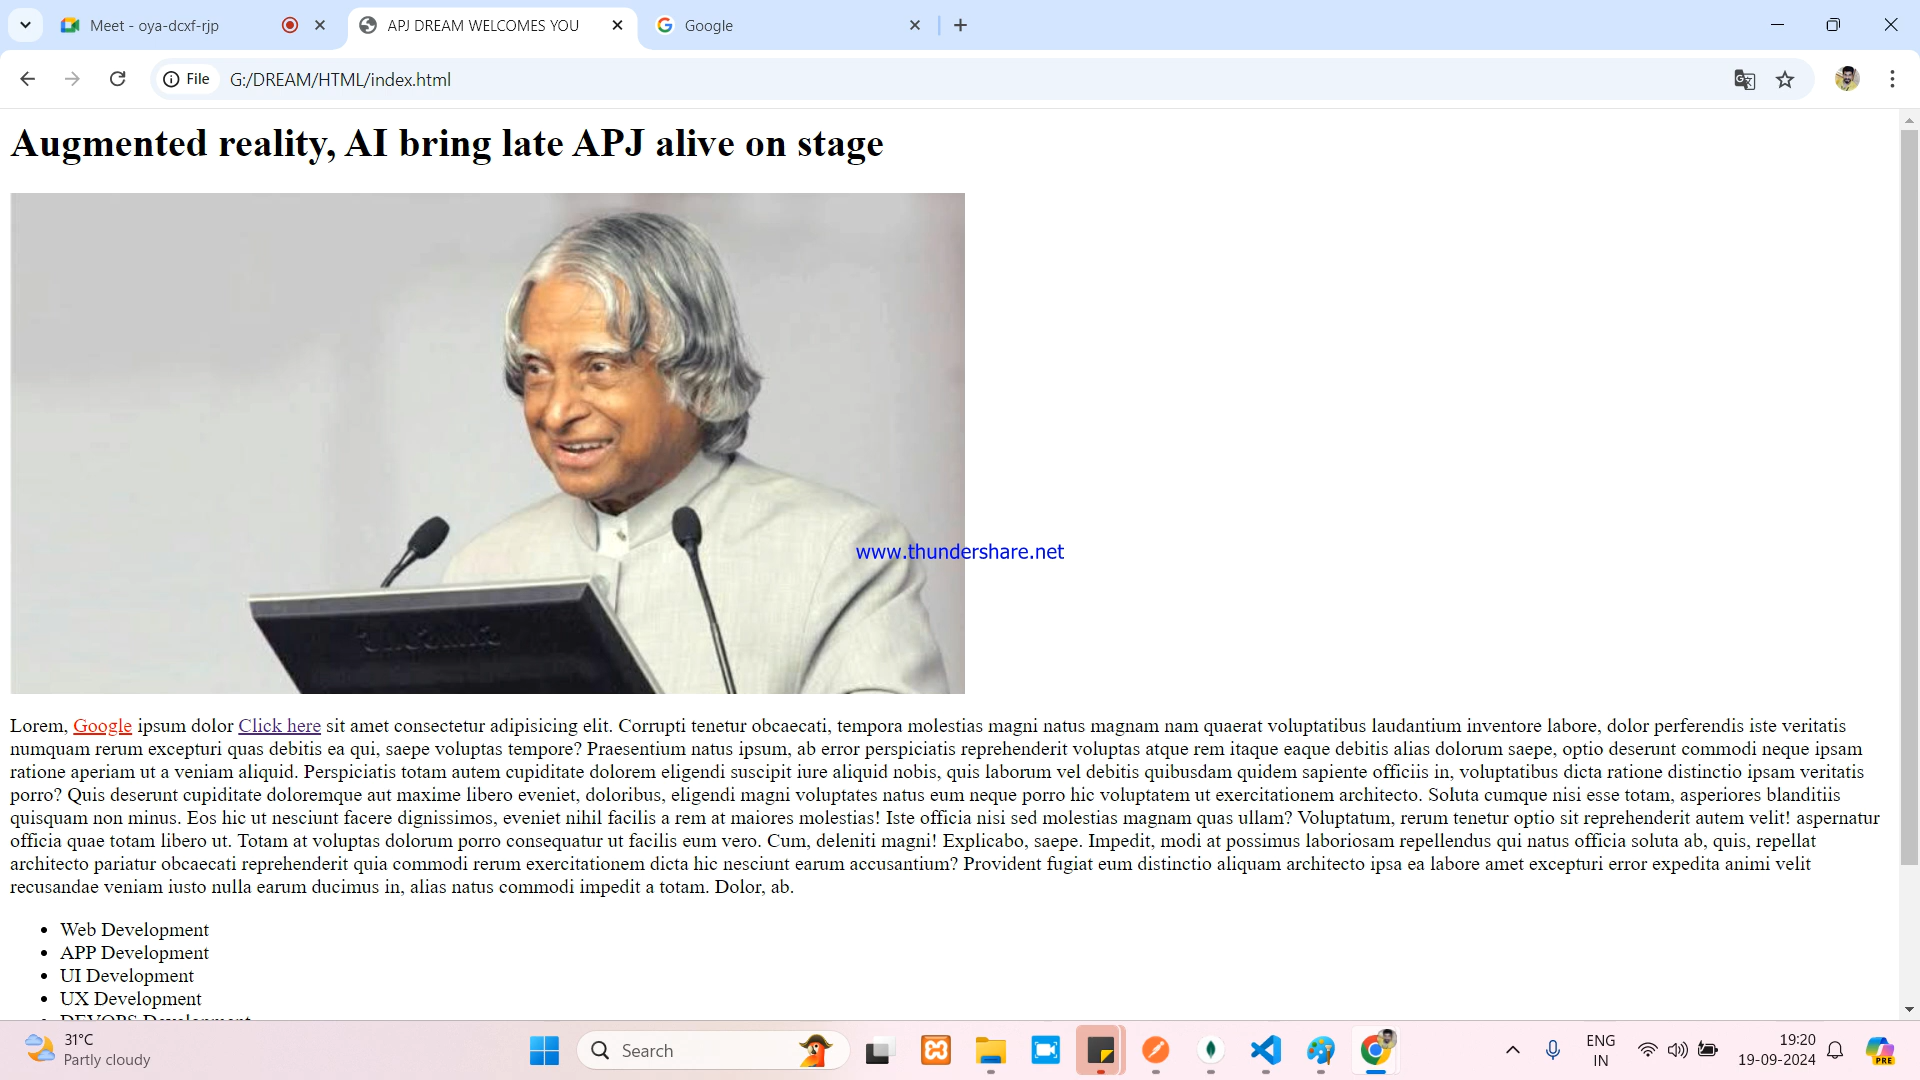 Meet - oya-dcxf-rjp
APJ DREAM WELCOMES YOU
Google
File
G:/DREAM/HTML/index.html
Augmented reality, AI bring late APJ alive on stage
www.thundershare.net
Lorem, Google ipsum dolor Click here sit amet consectetur adipisicing elit. Corrupti tenetur obcaecati, tempora molestias magni natus magnam nam quaerat voluptatibus laudantium inventore labore, dolor perferendis iste veritatis
numquam rerum excepturi quas debitis ea qui, saepe voluptas tempore? Praesentium natus ipsum, ab error perspiciatis reprehenderit voluptas atque rem itaque eaque debitis alias dolorum saepe, optio deserunt commodi neque ipsam
ratione aperiam ut a veniam aliquid. Perspiciatis totam autem cupiditate dolorem eligendi suscipit iure aliquid nobis, quis laborum vel debitis quibusdam quidem sapiente officiis in, voluptatibus dicta ratione distinctio ipsam veritatis
porro? Quis deserunt cupiditate doloremque aut maxime libero eveniet, doloribus, eligendi magni voluptates natus eum neque porro hic voluptatem ut exercitationem architecto. Soluta cumque nisi esse totam, asperiores blanditiis
quisquam non minus. Eos hic ut nesciunt facere dignissimos, eveniet nihil facilis a rem at maiores molestias! Iste officia nisi sed molestias magnam quas ullam? Voluptatum, rerum tenetur optio sit reprehenderit autem velit! aspernatur
officia quae totam libero ut. Totam at voluptas dolorum porro consequatur ut facilis eum vero. Cum, deleniti magni! Explicabo, saepe. Impedit, modi at possimus laboriosam repellendus qui natus officia soluta ab, quis, repellat
architecto pariatur obcaecati reprehenderit quia commodi rerum exercitationem dicta hic nesciunt earum accusantium? Provident fugiat eum distinctio aliquam architecto ipsa ea labore amet excepturi error expedita animi velit
recusandae veniam iusto nulla earum ducimus in, alias natus commodi impedit a totam. Dolor, ab.
Web Development
APP Development
UI Development
UX Development
DEVOPS Development
31°C
Partly cloudy
Search
ENG
IN
19:20
19-09-2024
PRE